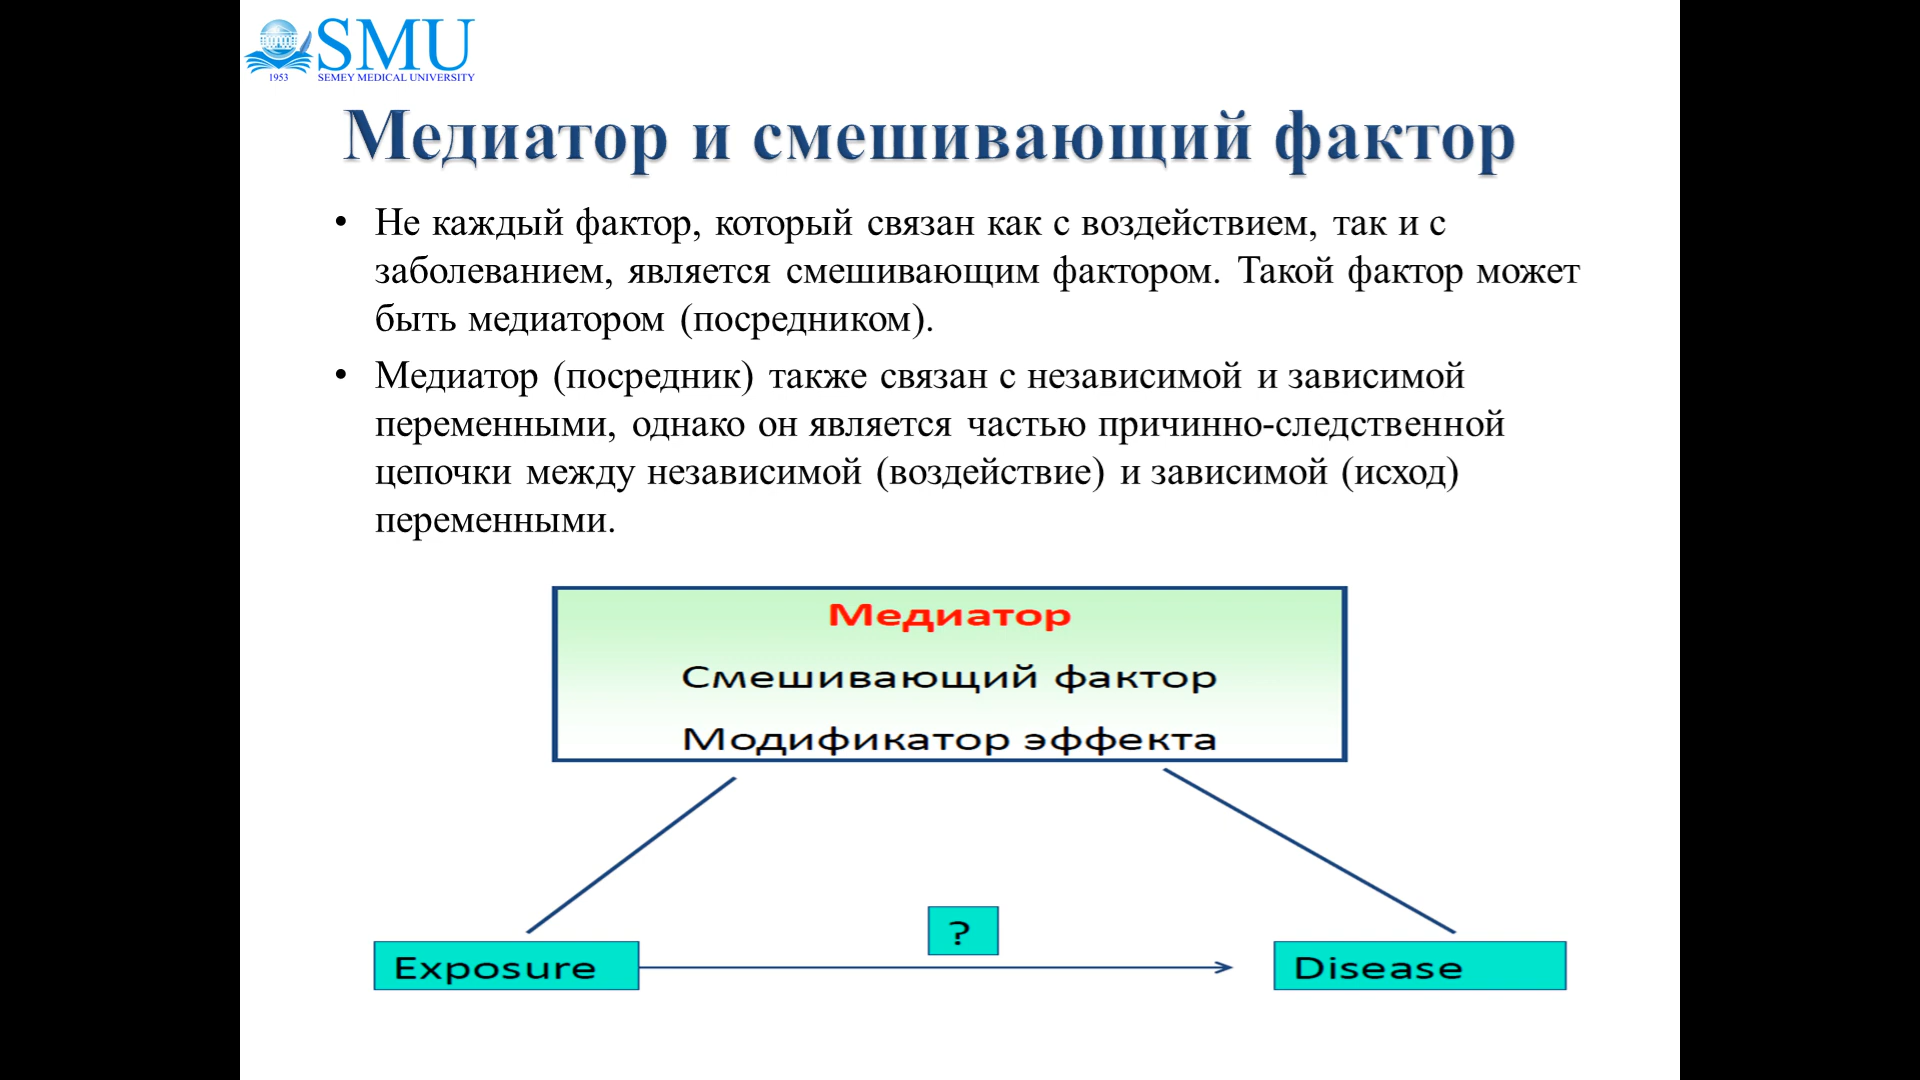 SMU
1953 SEMEY MEDICAL UNIVERSITY
Медиатор и смешивающий фактор
• Не каждый фактор, который связан как с воздействием, так и с
заболеванием, является смешивающим фактором. Такой фактор может
быть медиатором (посредником).
• Медиатор (посредник) также связан с независимой и зависимой
переменными, однако он является частью причинно-следственной
цепочки между независимой (воздействие) и зависимой (исход)
переменными.
Медиатор
Смешивающий фактор
Модификатор эффекта
?
Exposure
Disease